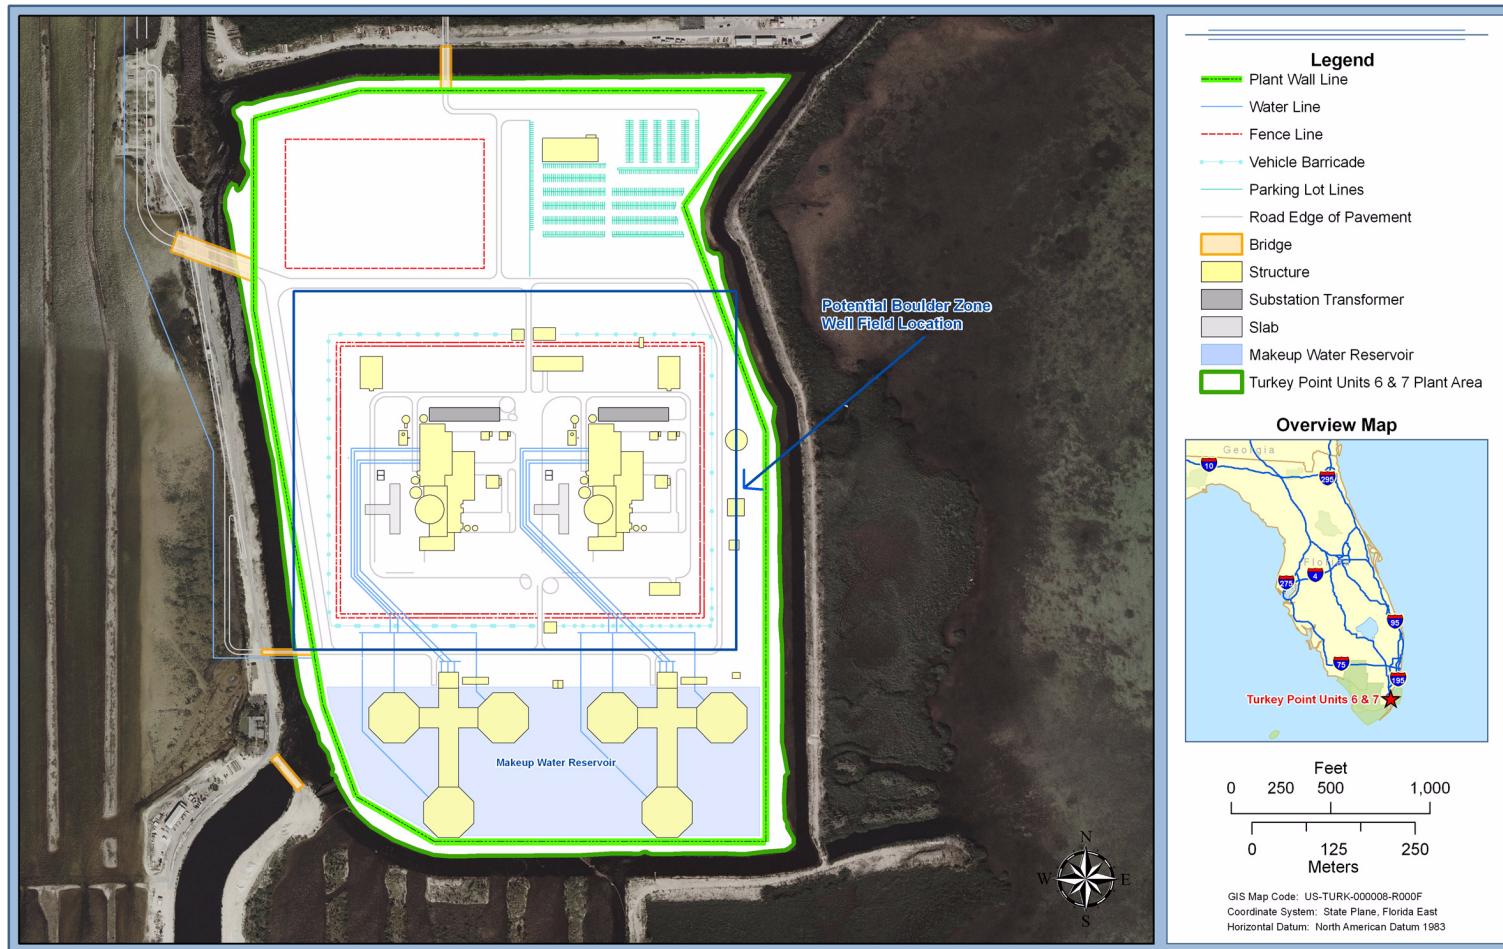 Potential Boulder Zone
Well Field Location
Makeup Water Reservoir
N
W
E
S
Legend
Plant Wall Line
Water Line
Fence Line
Vehicle Barricade
Parking Lot Lines
Road Edge of Pavement
Bridge
Structure
Substation Transformer
Slab
Makeup Water Reservoir
Turkey Point Units 6 & 7 Plant Area
Overview Map
Georgia
10
295
Florida
4
275
95
75
195
Turkey Point Units 6 & 7
Feet
0 250 500 1,000
0 125 250
Meters
GIS Map Code: US-TURK-000008-R000F
Coordinate System: State Plane, Florida East
Horizontal Datum: North American Datum 1983